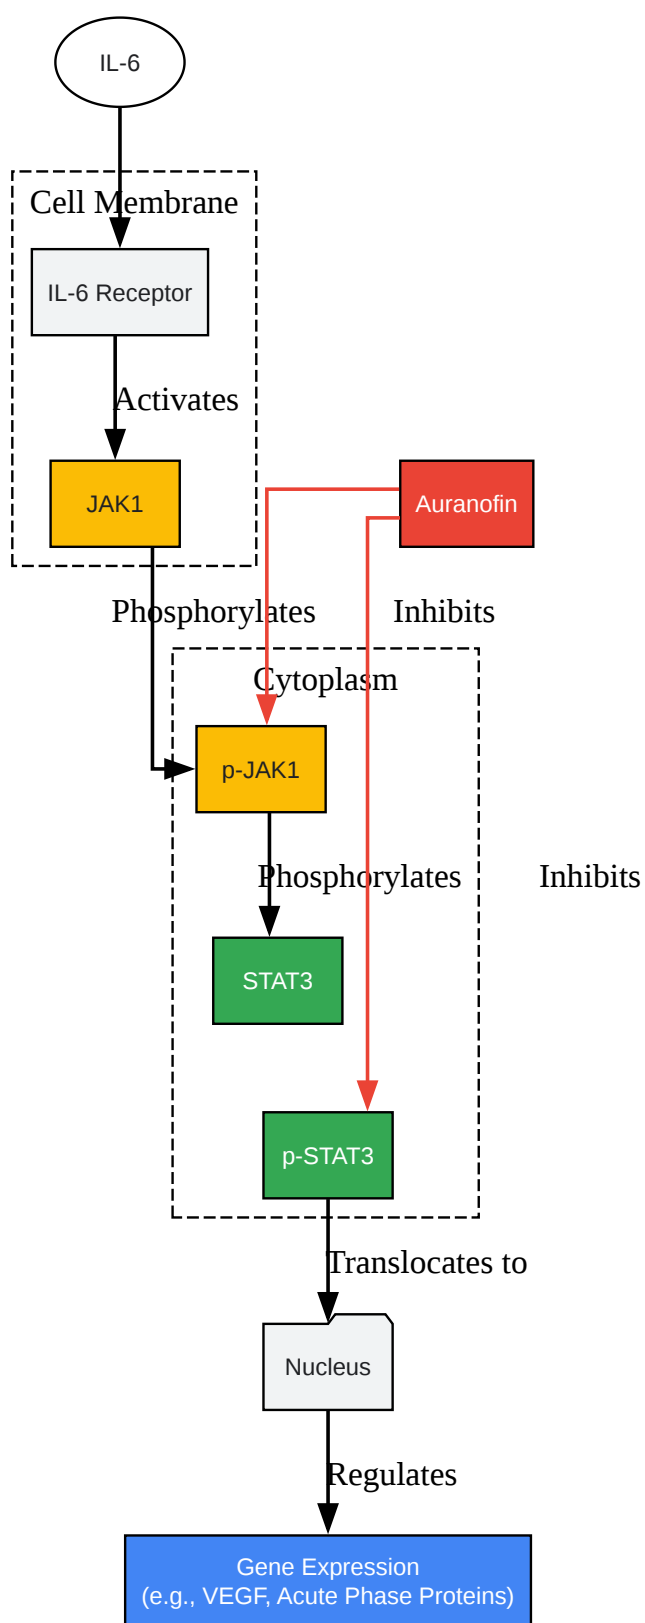 IL-6
Cell Membrane
IL-6 Receptor
Activates
JAK1
Auranofin
Phosphorylates
Inhibits
Cytoplasm
p-JAK1
Phosphorylates
Inhibits
STAT3
p-STAT3
Translocates to
Nucleus
Regulates
Gene Expression
(e.g., VEGF, Acute Phase Proteins)